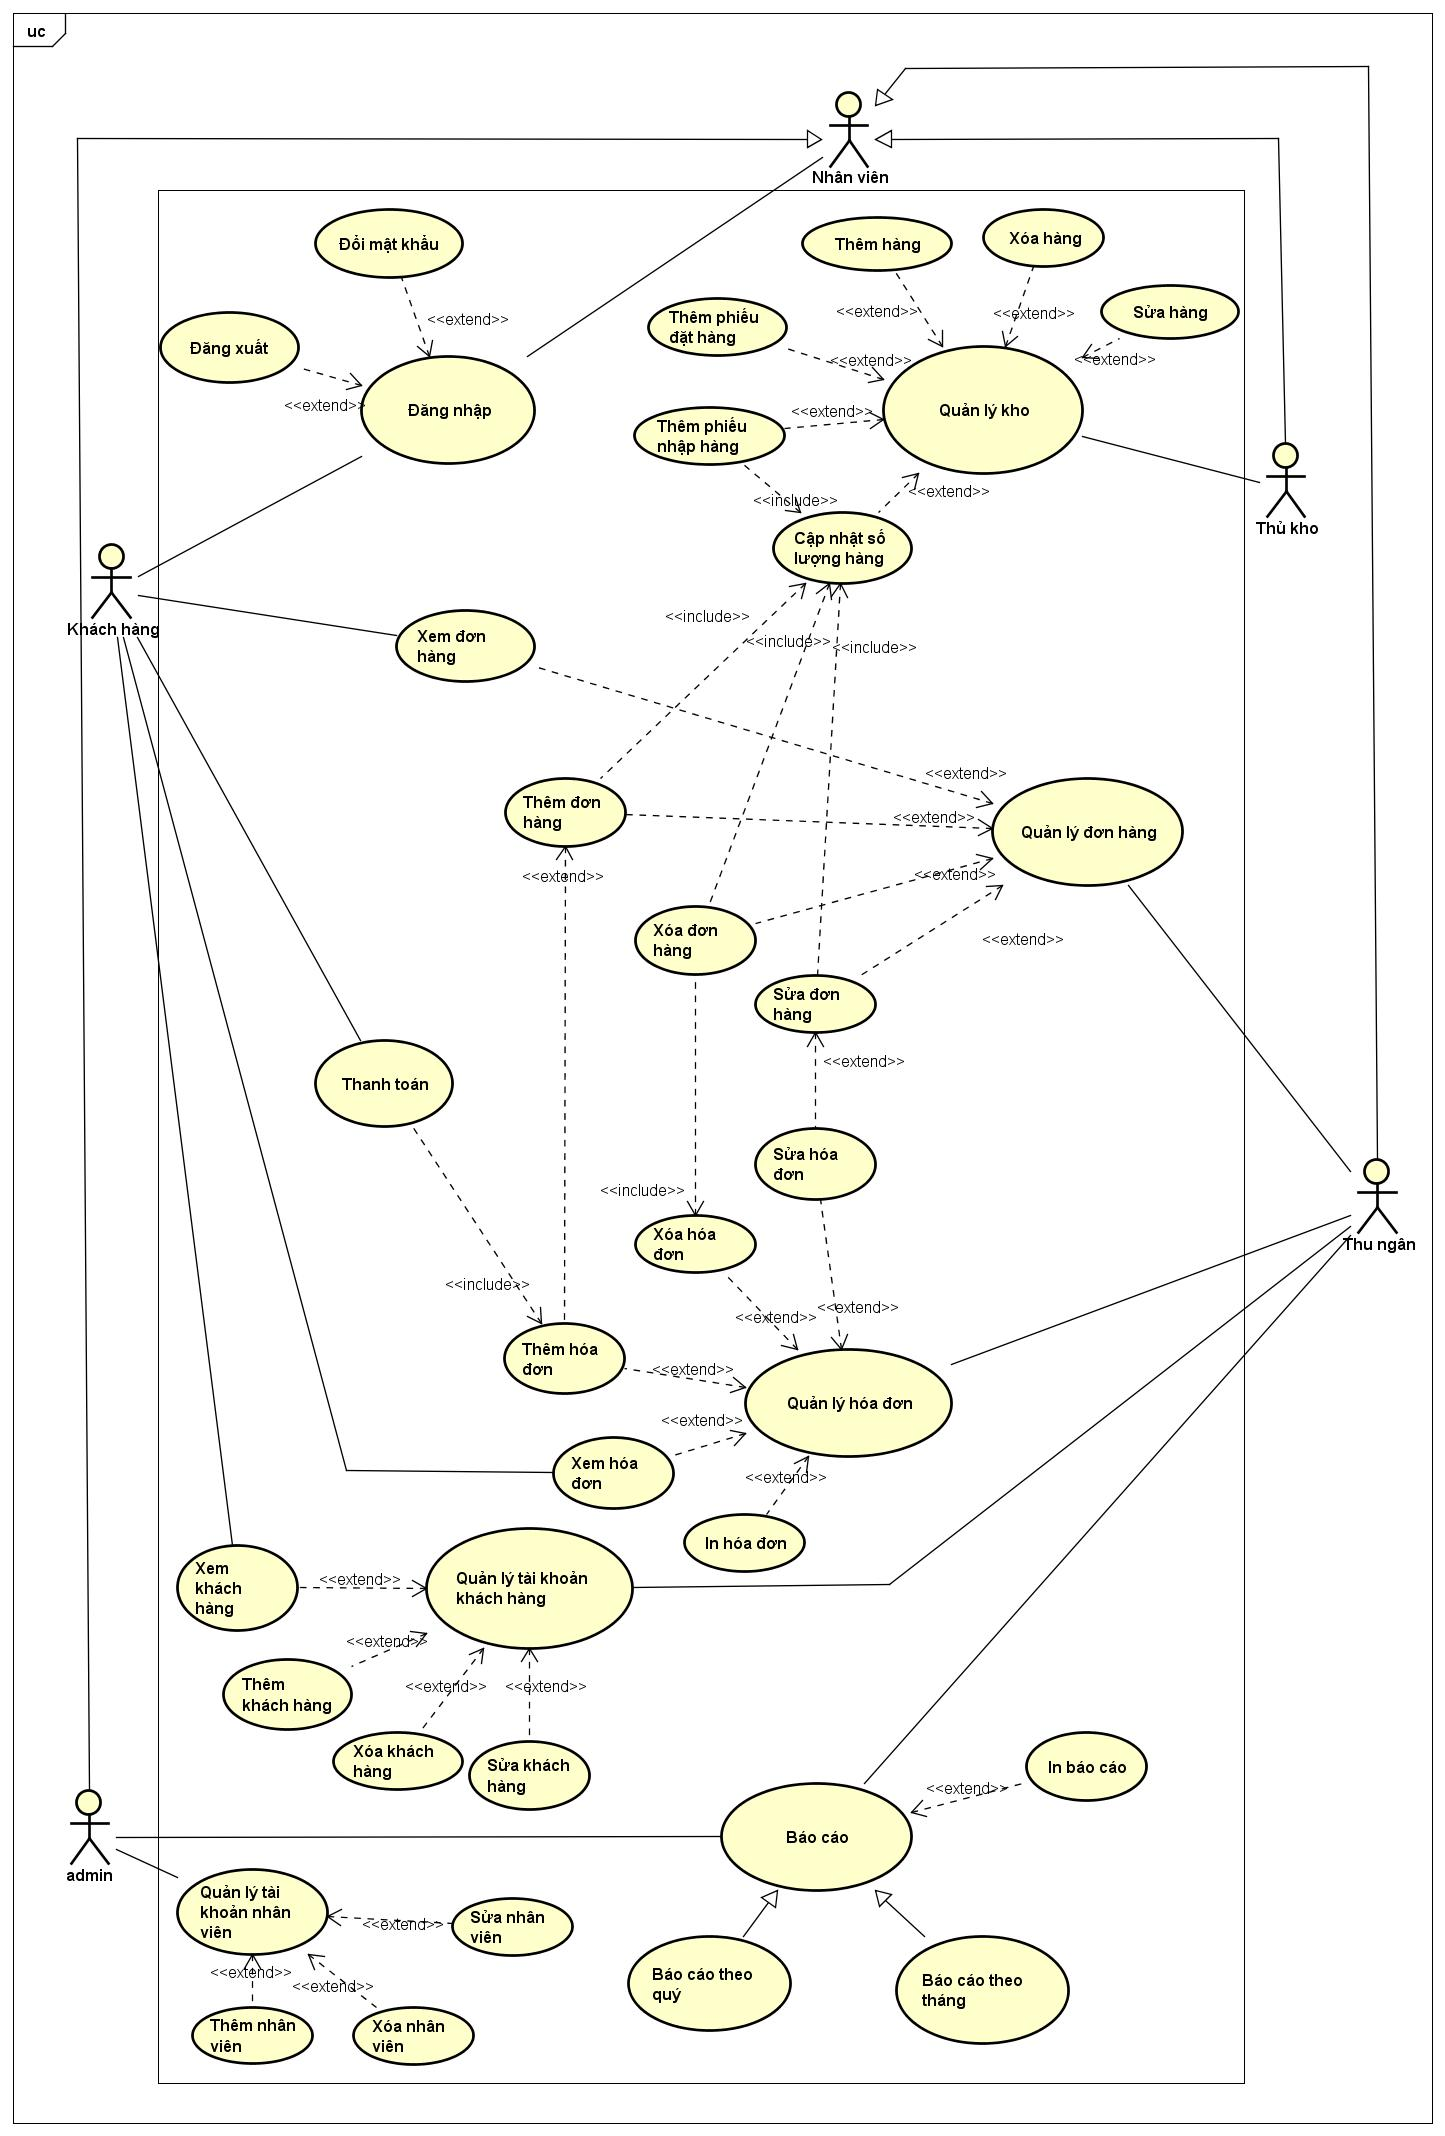 uc
Nhân viên
Đổi mật khẩu
Thêm hàng
Xóa hàng
Đăng xuất
<<extend>>
Thêm phiếu
đặt hàng
<<extend>>
<<extend>>
Sửa hàng
<<extend>>
<<extend>>
<<extend>>
Đăng nhập
Thêm phiếu
nhập hàng
<<extend>>
Quản lý kho
<<include>>
<<extend>>
Cập nhật số
lượng hàng
Thủ kho
Khách hàng
Xem đơn
hàng
<<include>>
<<include>>
<<include>>
<<extend>>
Thêm đơn
hàng
<<extend>>
Quản lý đơn hàng
<<extend>>
<<extend>>
Xóa đơn
hàng
<<extend>>
Sửa đơn
hàng
<<extend>>
Thanh toán
Sửa hóa
đơn
<<include>>
Xóa hóa
đơn
Thu ngân
<<include>>
<<extend>>
<<extend>>
Thêm hóa
đơn
<<extend>>
Quản lý hóa đơn
<<extend>>
Xem hóa
đơn
<<extend>>
In hóa đơn
Xem
khách
hàng
<<extend>>
Quản lý tài khoản
khách hàng
<<extend>>
Thêm
khách hàng
<<extend>>
<<extend>>
Xóa khách
hàng
Sửa khách
hàng
In báo cáo
<<extend>>
Báo cáo
admin
Quản lý tài
khoản nhân
viên
<<extend>>
Sửa nhân
viên
<<extend>>
<<extend>>
Báo cáo theo
quý
Báo cáo theo
tháng
Thêm nhân
viên
Xóa nhân
viên